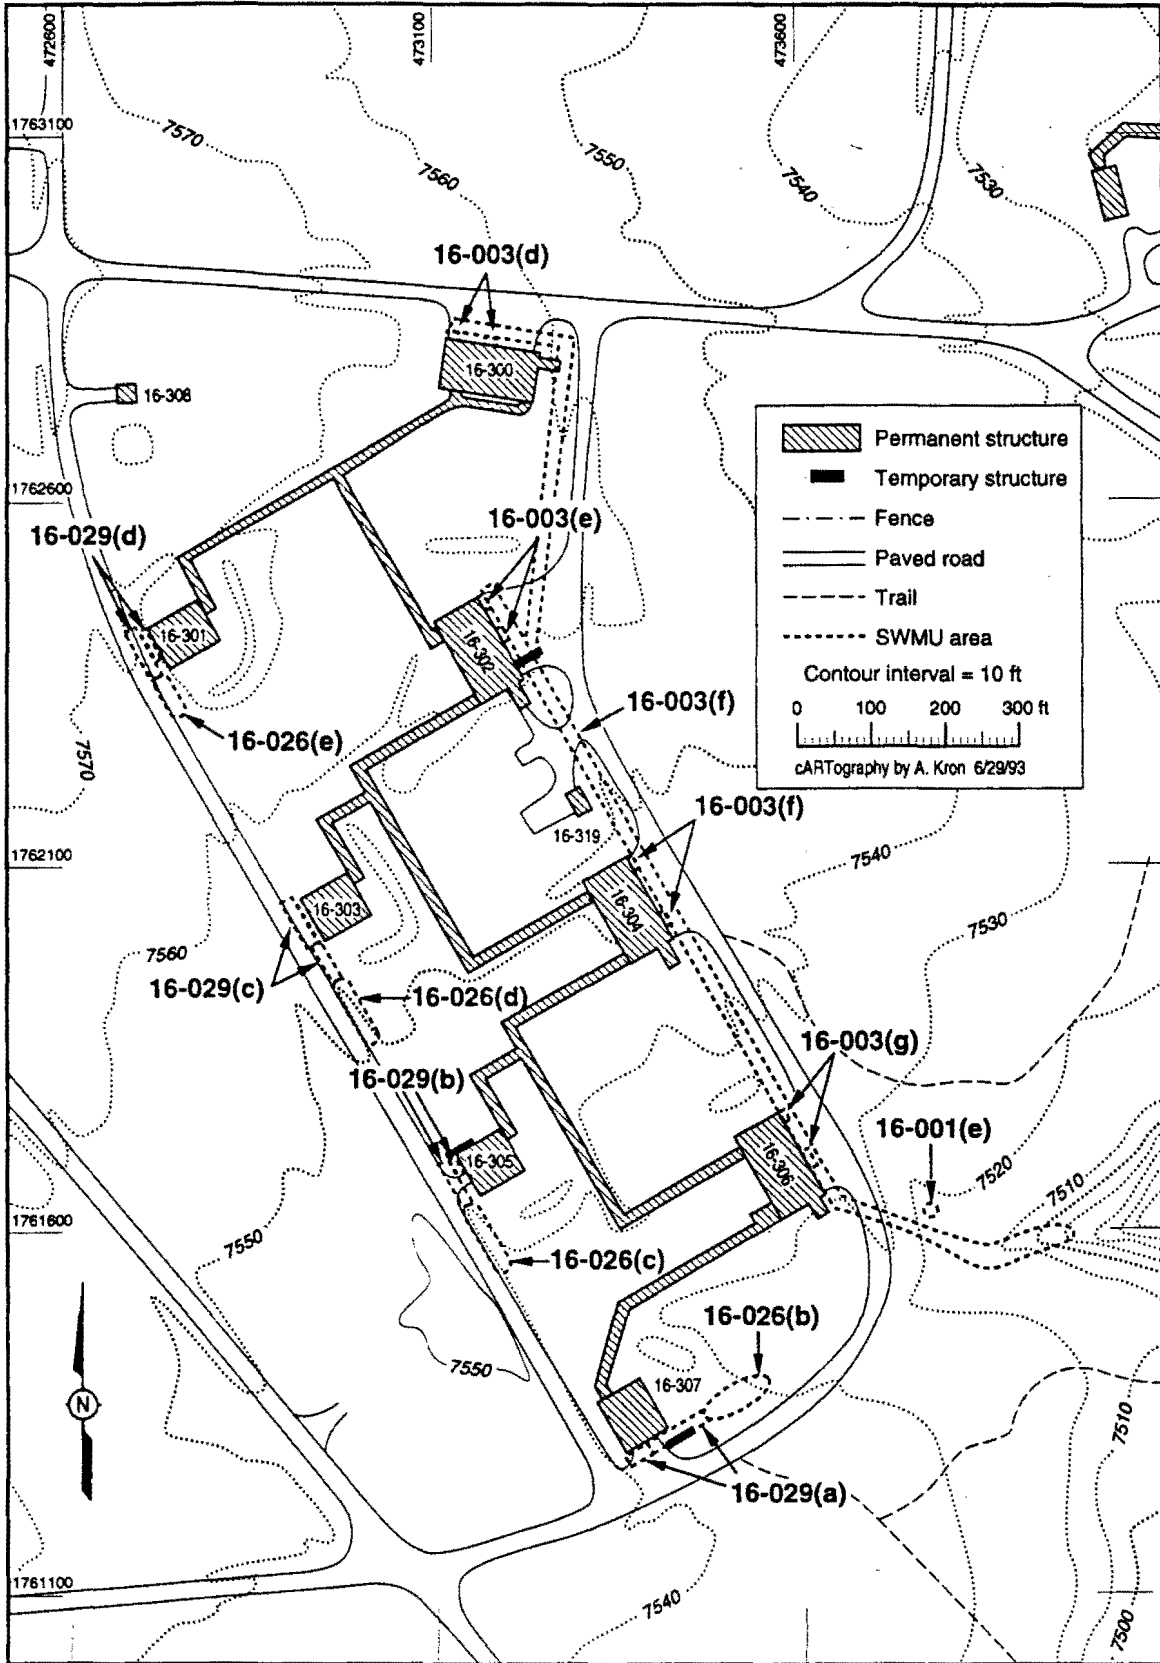 472600
473100
473600
1763100
7570
7560
7550
7540
7530
16-003(d)
16-300
16-308
Permanent structure
Temporary structure
Fence
Paved road
Trail
SWMU area
Contour interval = 10 ft
0 100 200 300 ft
cARTography by A. Kron 6/29/93
1762600
16-003(e)
16-029(d)
16-301
16-302
16-026(e)
16-003(f)
7570
16-003(f)
16-319
1762100
7540
16-303
16-304
7530
7560
16-029(c)
16-026(d)
16-003(g)
16-029(b)
16-001(e)
16-305
16-306
7520
7510
1761600
7550
16-026(c)
16-026(b)
7550
16-307
N
7510
16-029(a)
1761100
7540
7500